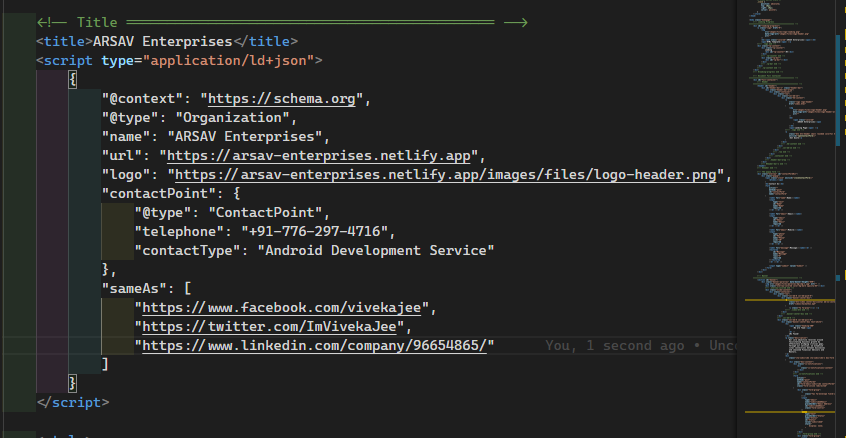 <!-- Title ============================================= -->
<title>ARSAV Enterprises</title>
<script type="application/ld+json">
{
"@context": "https://schema.org",
"@type": "Organization",
"name": "ARSAV Enterprises",
"url": "https://arsav-enterprises.netlify.app",
"logo": "https://arsav-enterprises.netlify.app/images/files/logo-header.png",
"contactPoint": {
"@type": "ContactPoint",
"telephone": "+91-776-297-4716",
"contactType": "Android Development Service"
},
"sameAs": [
"https://www.facebook.com/vivekajee",
"https://twitter.com/ImVivekaJee",
"https://www.linkedin.com/company/96654865/" You, 1 second ago • Unco
]
}
</script>